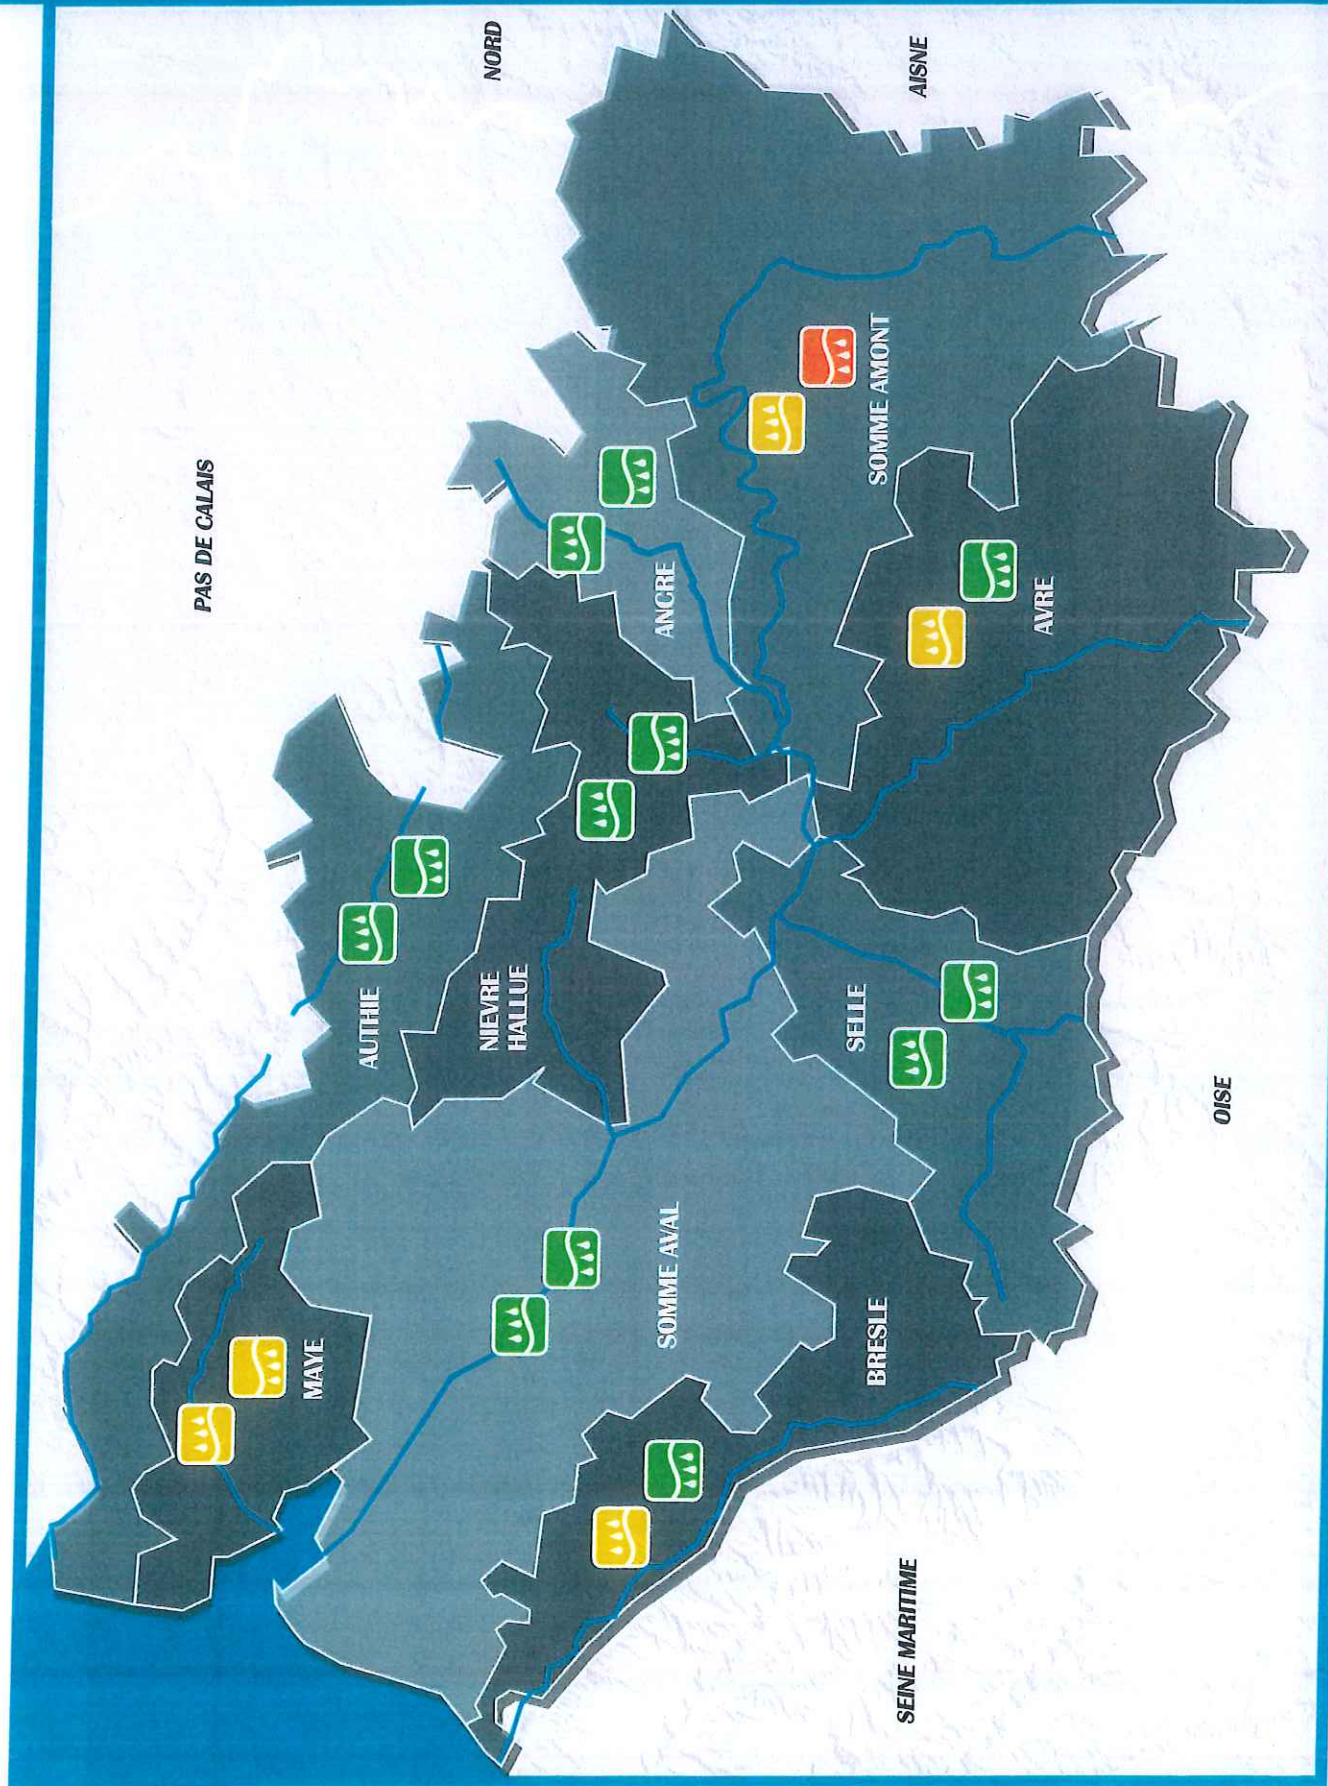 PAS DE CALAIS
NORD
MAYE
AUTHIE
NIEVRE
HALLUE
ANCRE
SOMME AVAL
BRESLE
SELLE
SOMME AMONT
AVRE
SEINE MARITIME
OISE
AISNE